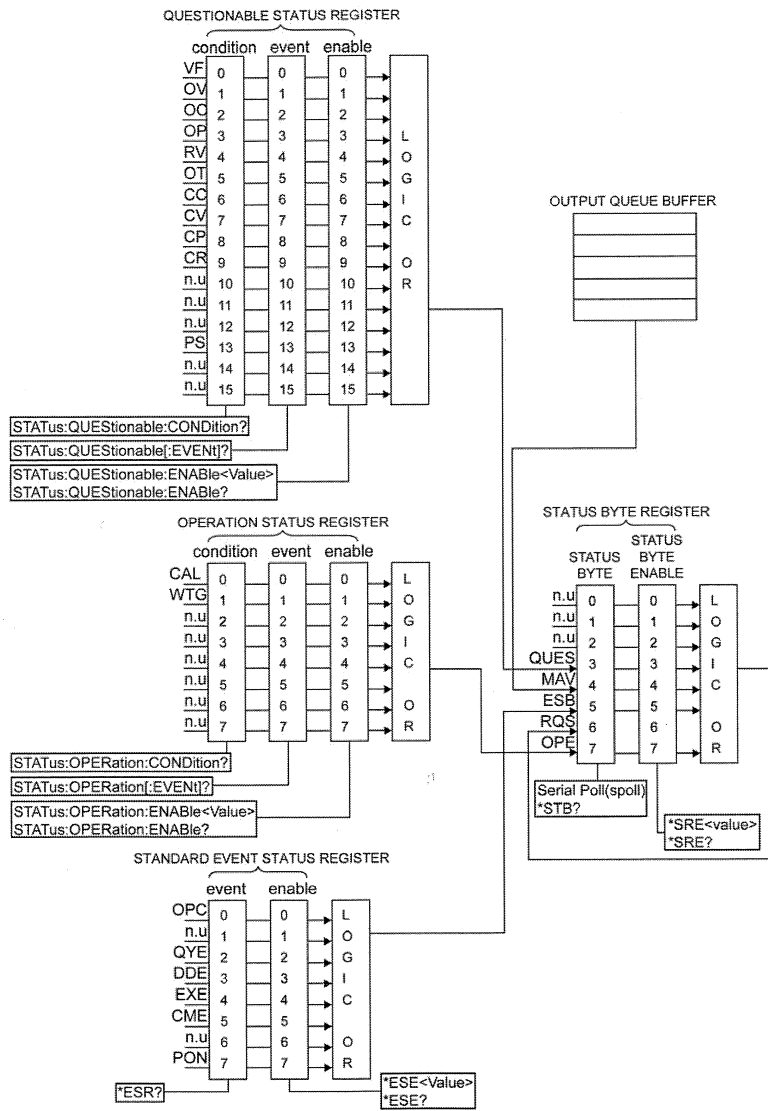 QUESTIONABLE STATUS REGISTER
condition event enable
VF 0 0 0
OV 1 1 1
OC 2 2 2
OP 3 3 3 L
RV 4 4 4 O
OT 5 5 5 G
CC 6 6 6 I
CV 7 7 7 C
CP 8 8 8
CR 9 9 9 O
n.u 10 10 10 R
n.u 11 11 11
n.u 12 12 12
PS 13 13 13
n.u 14 14 14
n.u 15 15 15
STATus:QUEStionable:CONDition?
STATus:QUEStionable[:EVENt]?
STATus:QUEStionable:ENABle<Value>
STATus:QUEStionable:ENABle?
OUTPUT QUEUE BUFFER
OPERATION STATUS REGISTER
condition event enable
CAL 0 0 0 L
WTG 1 1 1 O
n.u 2 2 2 G
n.u 3 3 3 I
n.u 4 4 4 C
n.u 5 5 5
n.u 6 6 6 O
n.u 7 7 7 R
STATus:OPERation:CONDition?
STATus:OPERation[:EVENt]?
STATus:OPERation:ENABle<Value>
STATus:OPERation:ENABle?
STATUS BYTE REGISTER
STATUS BYTE
STATUS BYTE ENABLE
n.u 0 0 L
n.u 1 1 O
n.u 2 2 G
QUES 3 3 I
MAV 4 4 C
ESB 5 5
RQS 6 6 O
OPE 7 7 R
Serial Poll(spoll)
*STB?
*SRE<value>
*SRE?
STANDARD EVENT STATUS REGISTER
event enable
OPC 0 0 L
n.u 1 1 O
QYE 2 2 G
DDE 3 3 I
EXE 4 4 C
CME 5 5
n.u 6 6 O
PON 7 7 R
*ESR?
*ESE<Value>
*ESE?